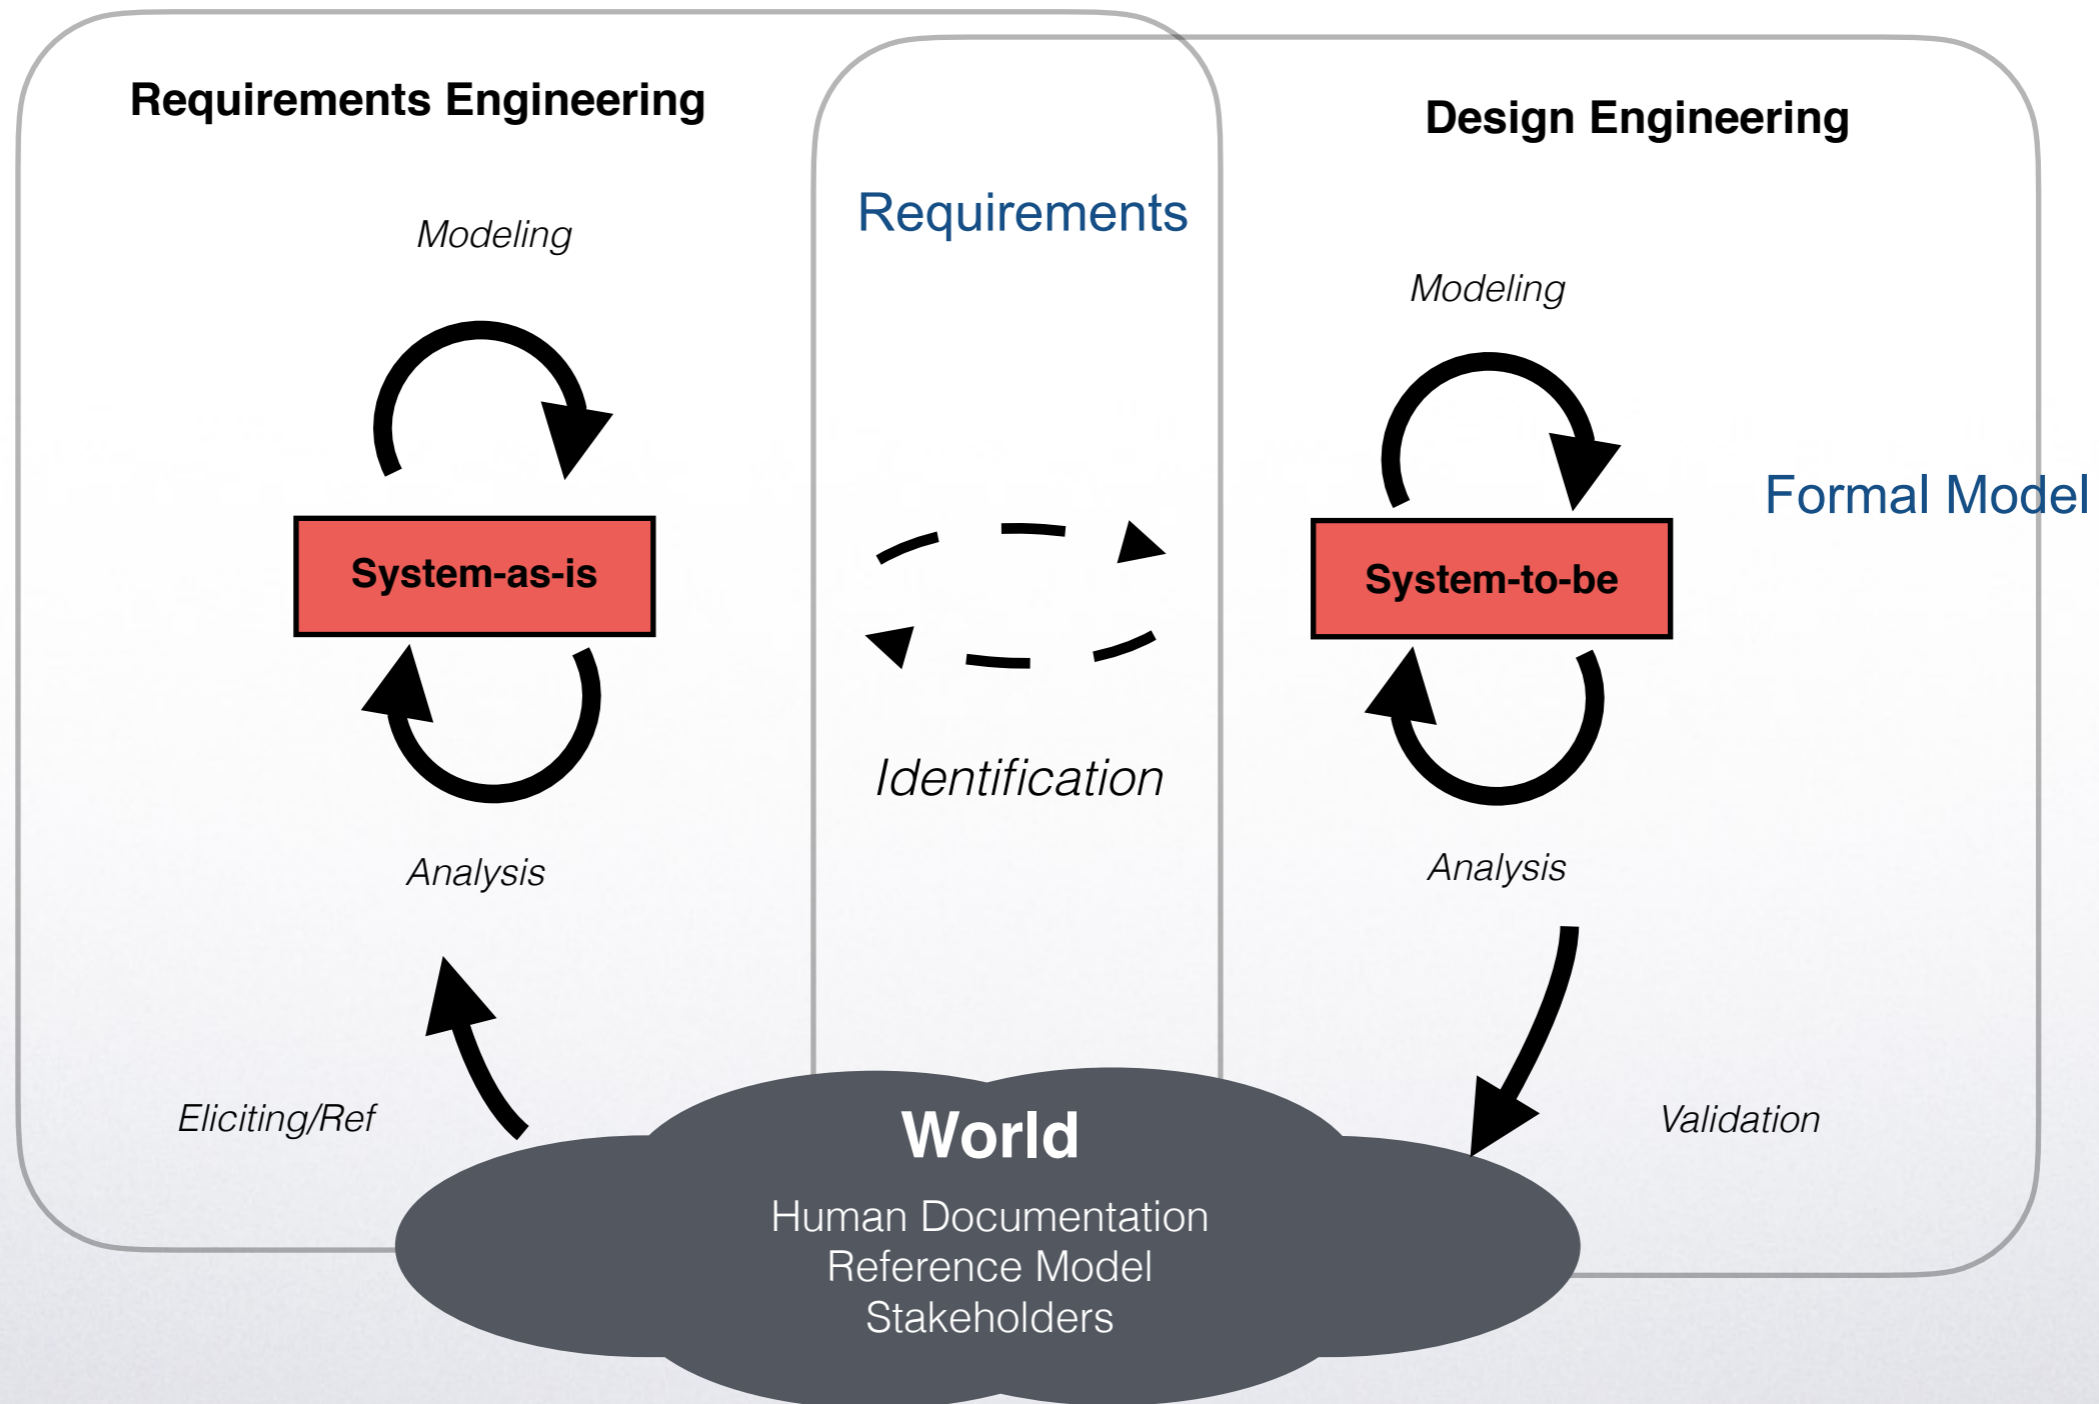 Requirements Engineering
Design Engineering
Requirements
Modeling
Modeling
Formal Model
System-as-is
System-to-be
Identification
Analysis
Analysis
Eliciting/Ref
Validation
World
Human Documentation
Reference Model
Stakeholders